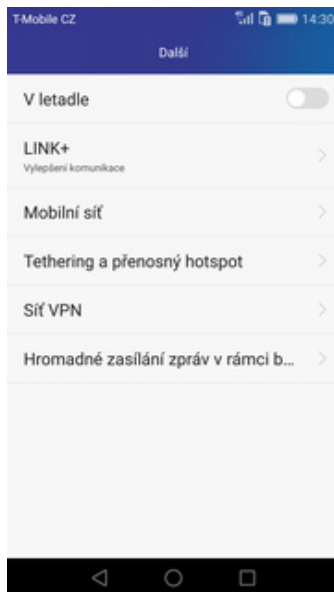 T-Mobile CZ 14:30
Další
V letadle
LINK+
Vylepšení komunikace
Mobilní síť
Tethering a přenosný hotspot
Síť VPN
Hromadné zasílání zpráv v rámci b...